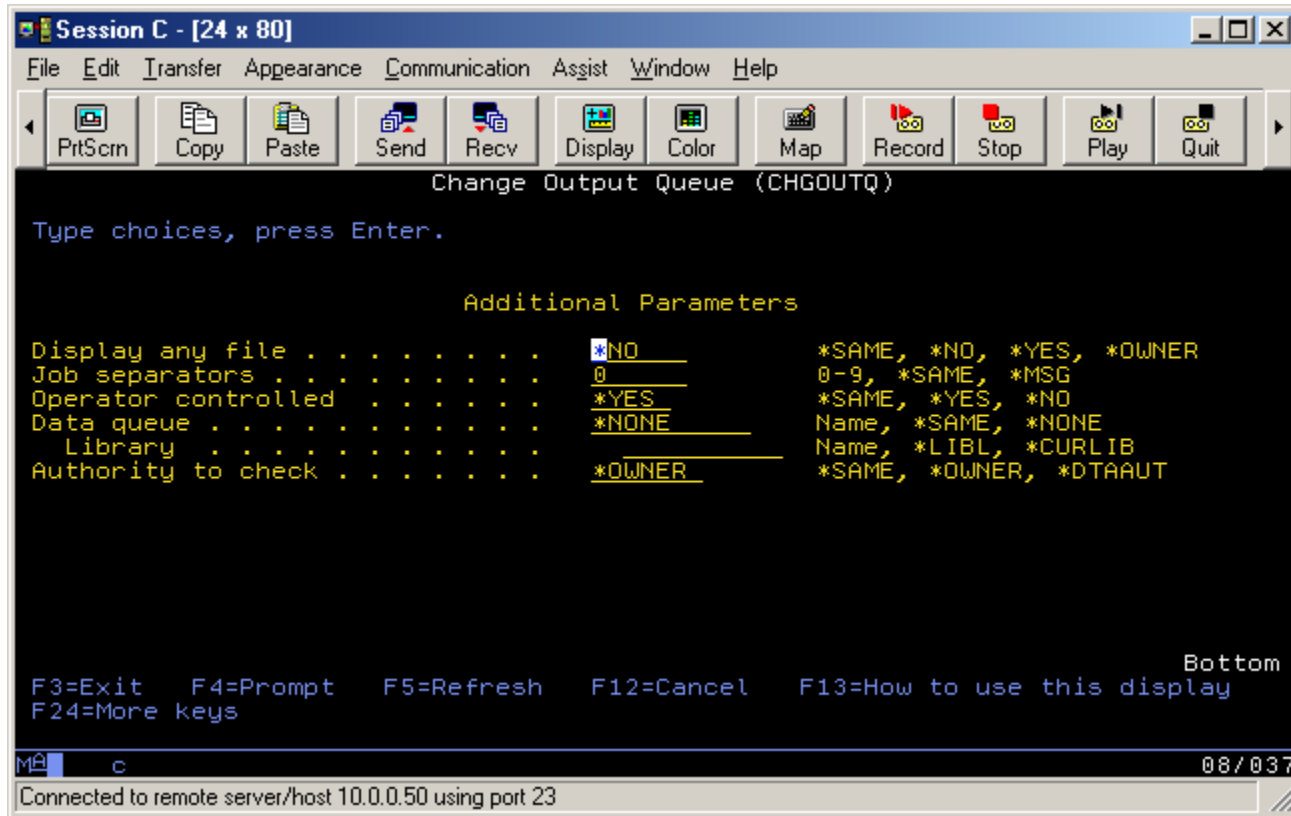 Session C - [24 x 80]
File Edit Transfer Appearance Communication Assist Window Help
PrtScrn Copy Paste Send Recv Display Color Map Record Stop Play Quit
Change Output Queue (CHGOUTQ)
Type choices, press Enter.
Additional Parameters
Display any file . . . . . . . . *NO *SAME, *NO, *YES, *OWNER
Job separators . . . . . . . . . 0 0-9, *SAME, *MSG
Operator controlled . . . . . . *YES *SAME, *YES, *NO
Data queue . . . . . . . . . . . *NONE Name, *SAME, *NONE
Library . . . . . . . . . . . Name, *LIBL, *CURLIB
Authority to check . . . . . . . *OWNER *SAME, *OWNER, *DTAAUT
Bottom
F3=Exit F4=Prompt F5=Refresh F12=Cancel F13=How to use this display
F24=More keys
MA c 08/037
Connected to remote server/host 10.0.0.50 using port 23